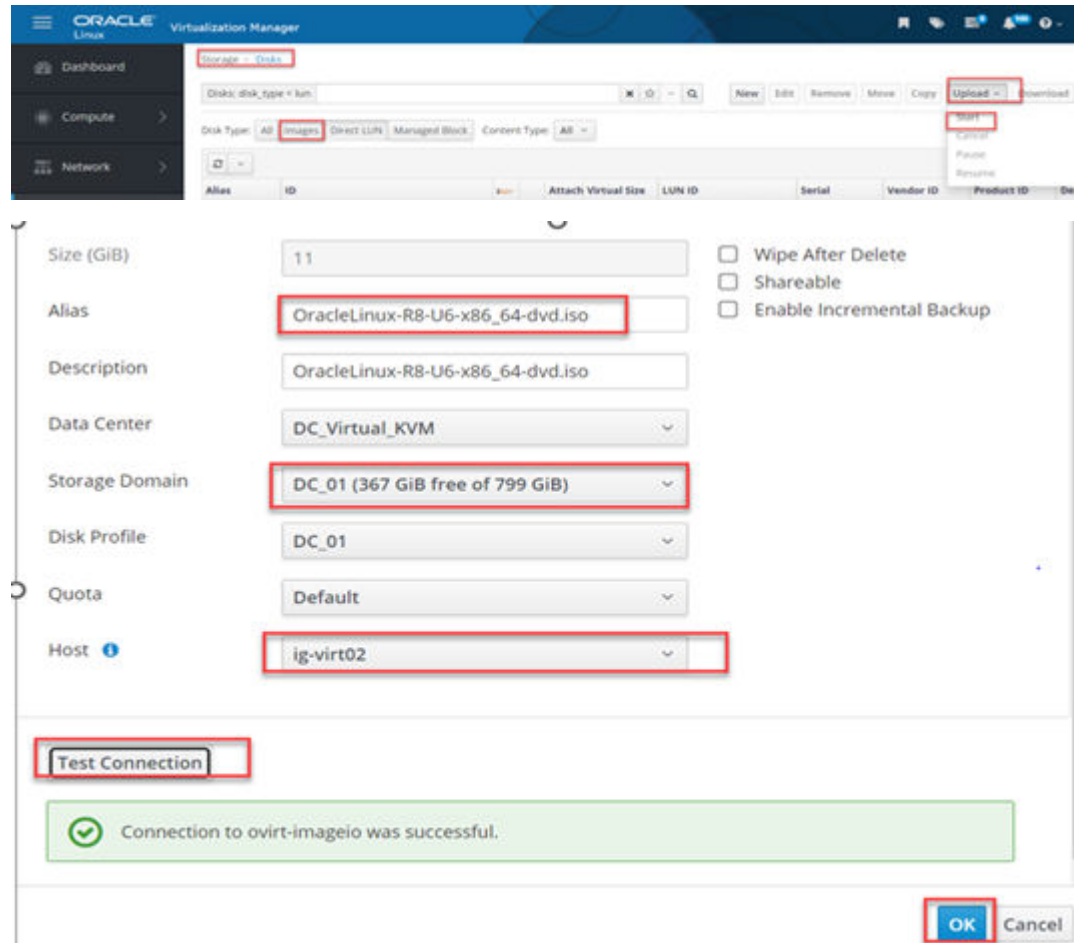 ORACLE
Linux
Virtualization Manager
Dashboard
Storage > Disks
Disks: disk_type = lun
New Edit Remove Move Copy Upload Download
Compute
Start
Disk Type: All Images Direct LUN Managed Block Content Type: All
Cancel
Pause
Network
Resume
Alias ID Attach Virtual Size LUN ID Serial Vendor ID Product ID De
Size (GiB) 11
Wipe After Delete
Shareable
Alias OracleLinux-R8-U6-x86_64-dvd.iso
Enable Incremental Backup
Description OracleLinux-R8-U6-x86_64-dvd.iso
Data Center DC_Virtual_KVM
Storage Domain DC_01 (367 GiB free of 799 GiB)
Disk Profile DC_01
Quota Default
Host ig-virt02
Test Connection
Connection to ovirt-imageio was successful.
OK Cancel